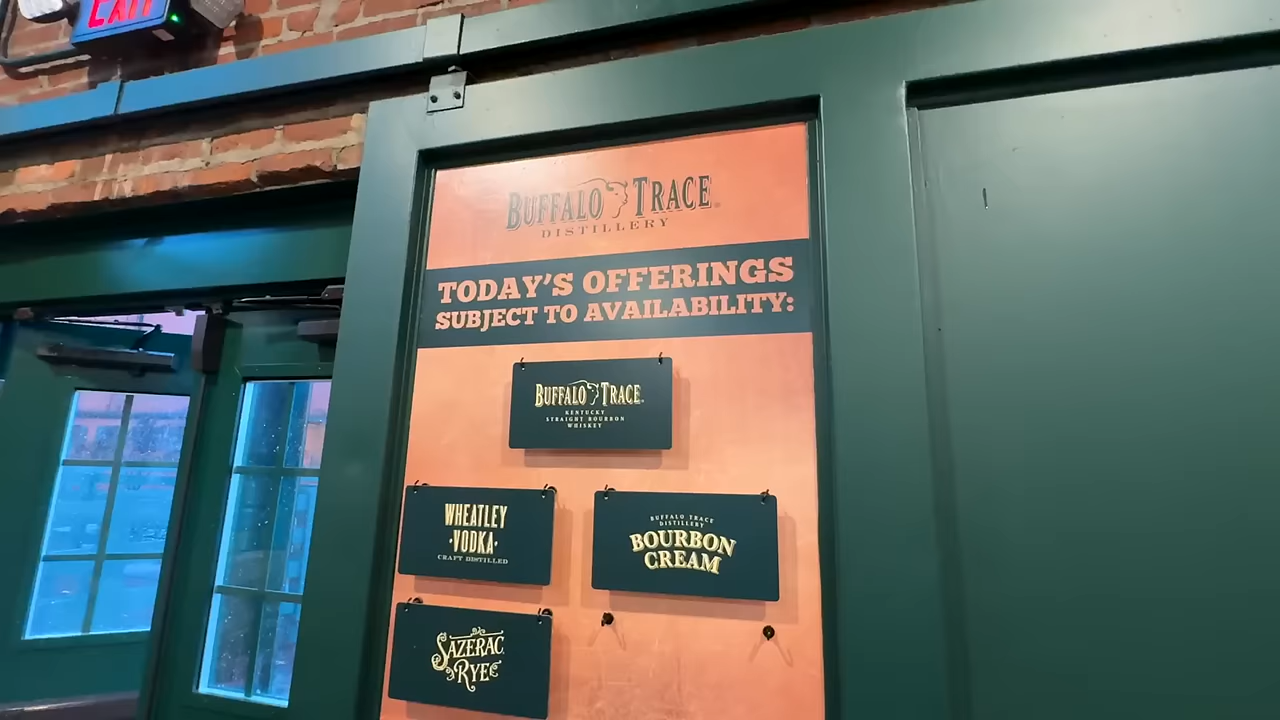 EXIT
BUFFALO TRACE
DISTILLERY
TODAY'S OFFERINGS
SUBJECT TO AVAILABILITY:
BUFFALO TRACE
KENTUCKY
STRAIGHT BOURBON
WHISKEY
WHEATLEY
·VODKA·
CRAFT DISTILLED
BUFFALO TRACE
DISTILLERY
BOURBON
CREAM
SAZERAC
RYE